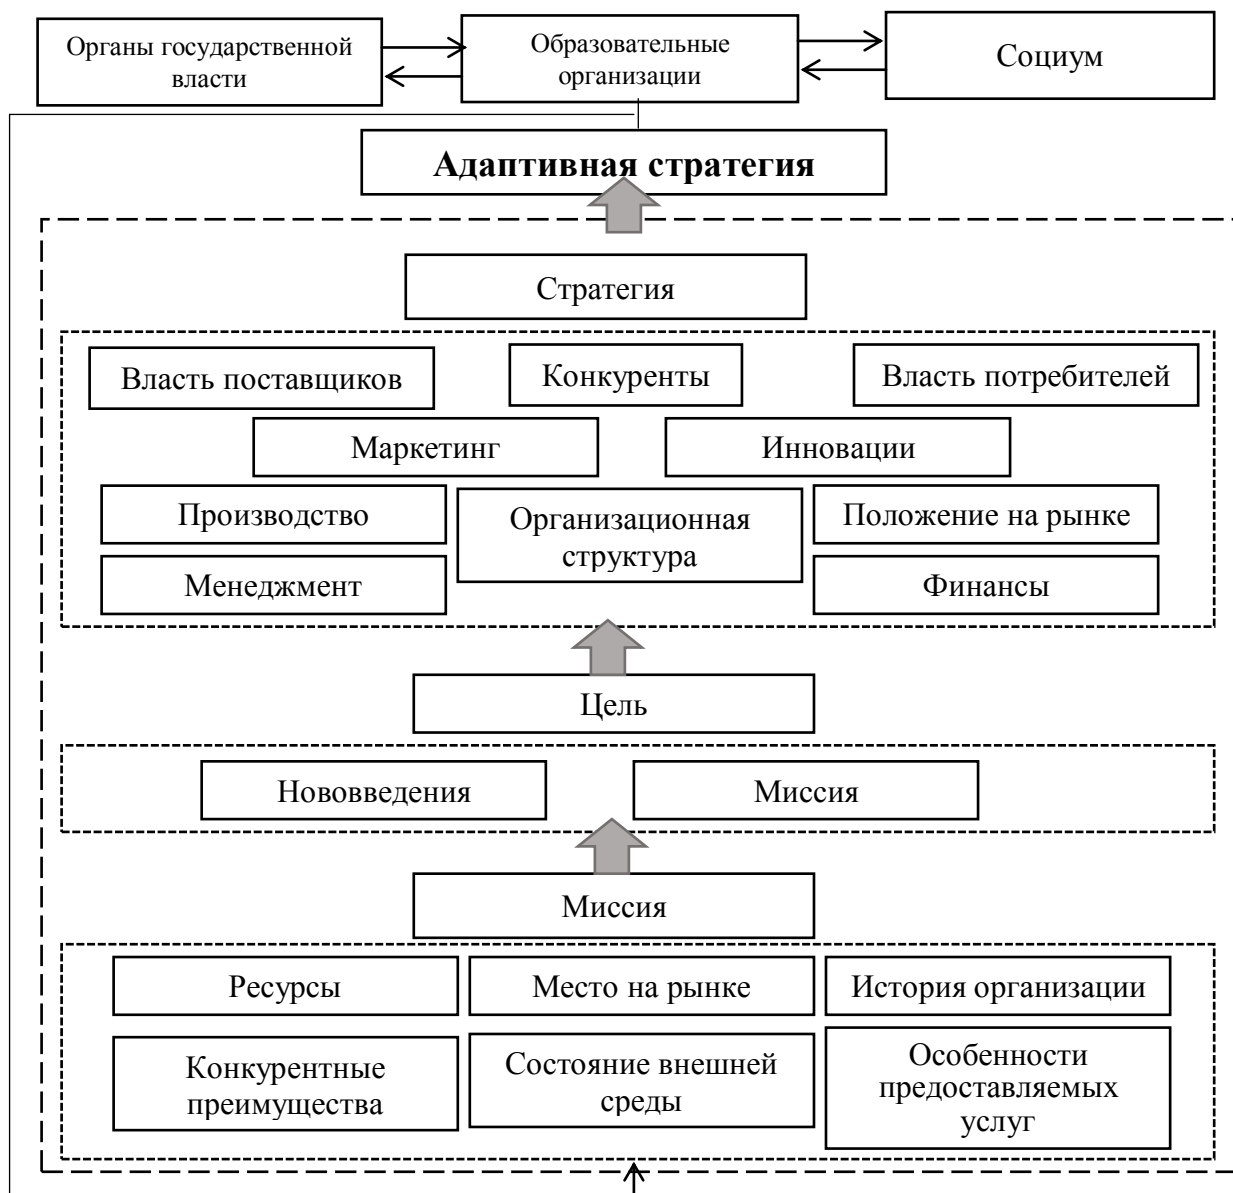 Органы государственной
власти
Образовательные
организации
Социум
Адаптивная стратегия
Стратегия
Власть поставщиков
Конкуренты
Власть потребителей
Маркетинг
Инновации
Производство
Организационная
структура
Положение на рынке
Менеджмент
Финансы
Цель
Нововведения
Миссия
Миссия
Ресурсы
Место на рынке
История организации
Конкурентные
преимущества
Состояние внешней
среды
Особенности
предоставляемых
услуг